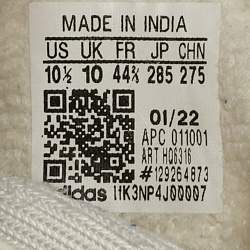 MADE IN INDIA
US UK FR JP CHN
10½ 10 44⅔ 285 275
01/22
APC 011001
ART HQ6316
#129264873
adidas I1K3NP4J00007